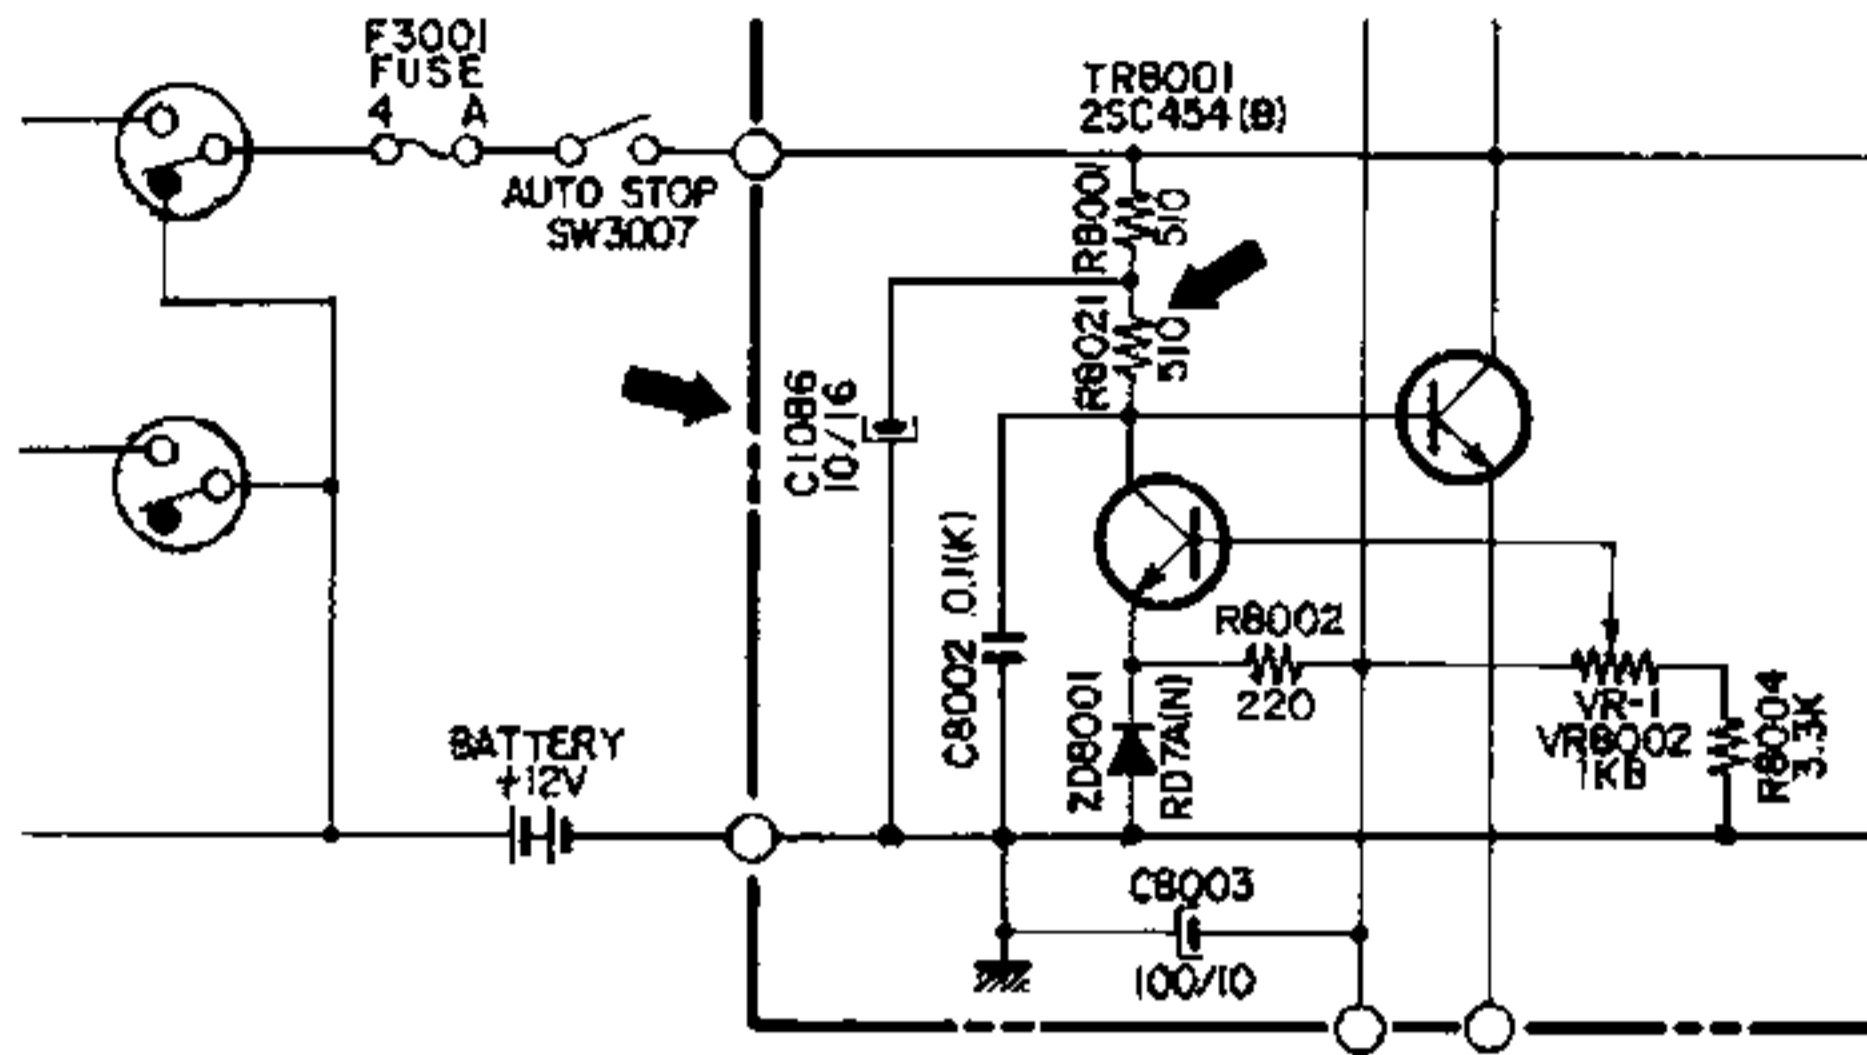 F3001
FUSE
4 A
AUTO STOP
SW3007
TR8001
2SC454(B)
R8001
510
R8021
510
C1086
10/16
C8002 0.1(K)
R8002
220
ZD8001
RD7A(N)
VR-1
VR8002
1KB
R8004
3.3K
BATTERY
+12V
C8003
100/10